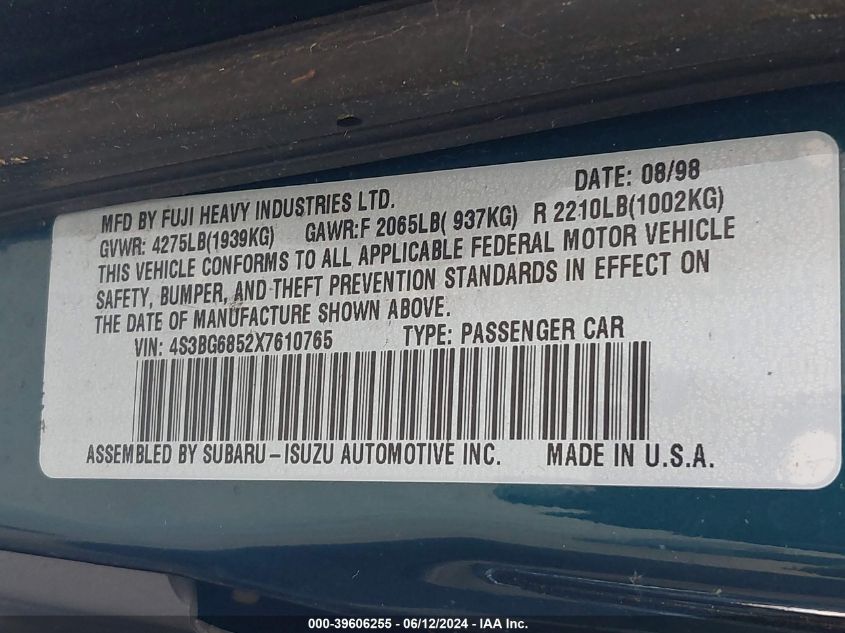 MFD BY FUJI HEAVY INDUSTRIES LTD. DATE: 08/98
GVWR: 4275LB(1939KG) GAWR:F 2065LB( 937KG) R 2210LB(1002KG)
THIS VEHICLE CONFORMS TO ALL APPLICABLE FEDERAL MOTOR VEHICLE
SAFETY, BUMPER, AND THEFT PREVENTION STANDARDS IN EFFECT ON
THE DATE OF MANUFACTURE SHOWN ABOVE.
VIN: 4S3BG6852X7610765 TYPE: PASSENGER CAR
ASSEMBLED BY SUBARU-ISUZU AUTOMOTIVE INC. MADE IN U.S.A.
000-39606255 - 06/12/2024 - IAA Inc.